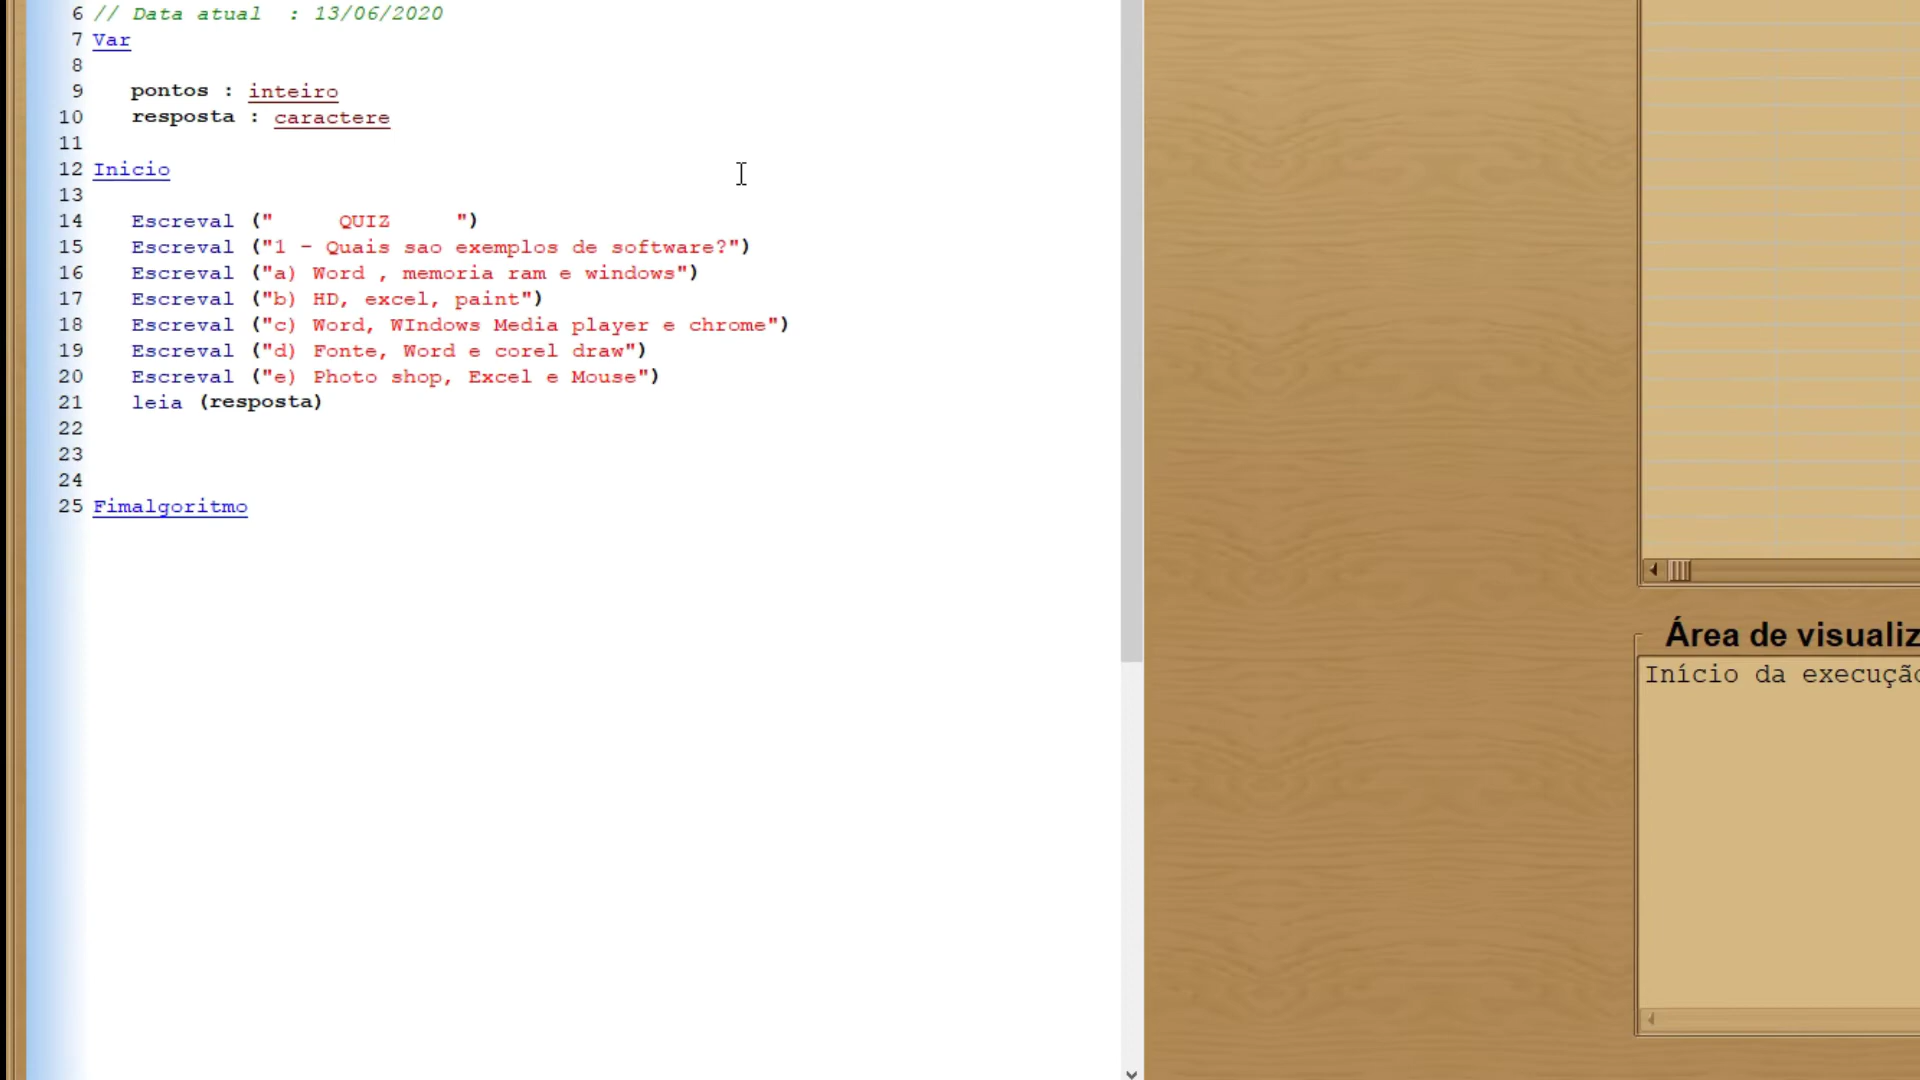 6 // Data atual  : 13/06/2020
7 Var
8
9 pontos : inteiro
10 resposta : caractere
11
12 Inicio
13
14 Escreval ("     QUIZ     ")
15 Escreval ("1 - Quais sao exemplos de software?")
16 Escreval ("a) Word , memoria ram e windows")
17 Escreval ("b) HD, excel, paint")
18 Escreval ("c) Word, WIndows Media player e chrome")
19 Escreval ("d) Fonte, Word e corel draw")
20 Escreval ("e) Photo shop, Excel e Mouse")
21 leia (resposta)
22
23
24
25 Fimalgoritmo
Área de visualiz
Início da execuçã